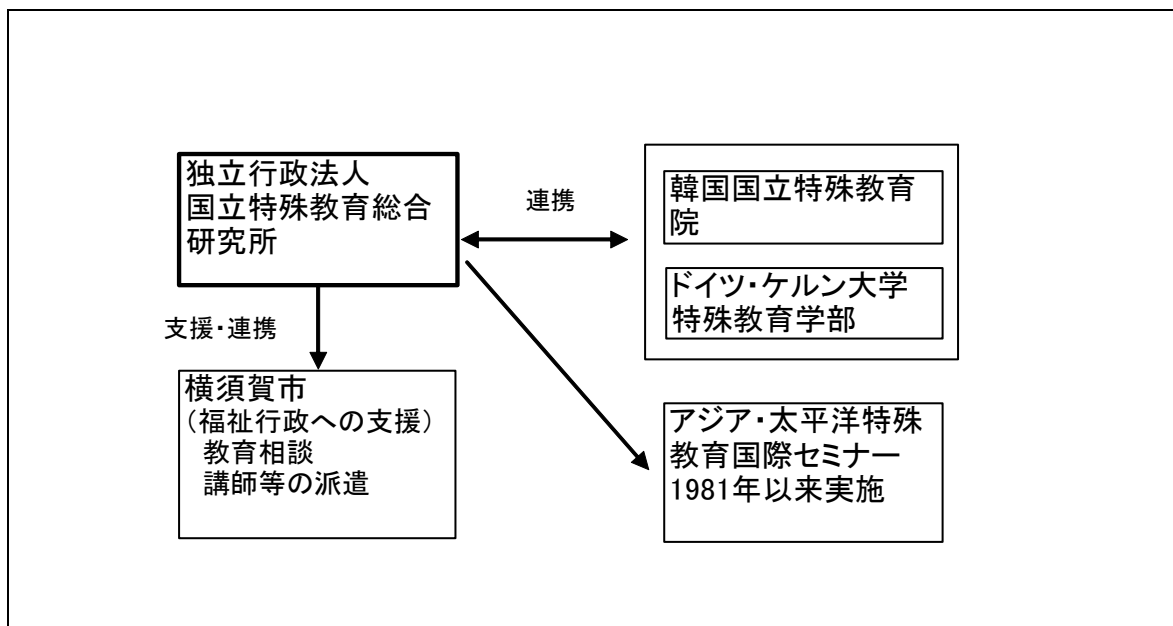 独立行政法人
国立特殊教育総合
研究所
連携
韓国国立特殊教育
院
ドイツ・ケルン大学
特殊教育学部
支援・連携
横須賀市
(福祉行政への支援)
教育相談
講師等の派遣
アジア・太平洋特殊
教育国際セミナー
1981年以来実施